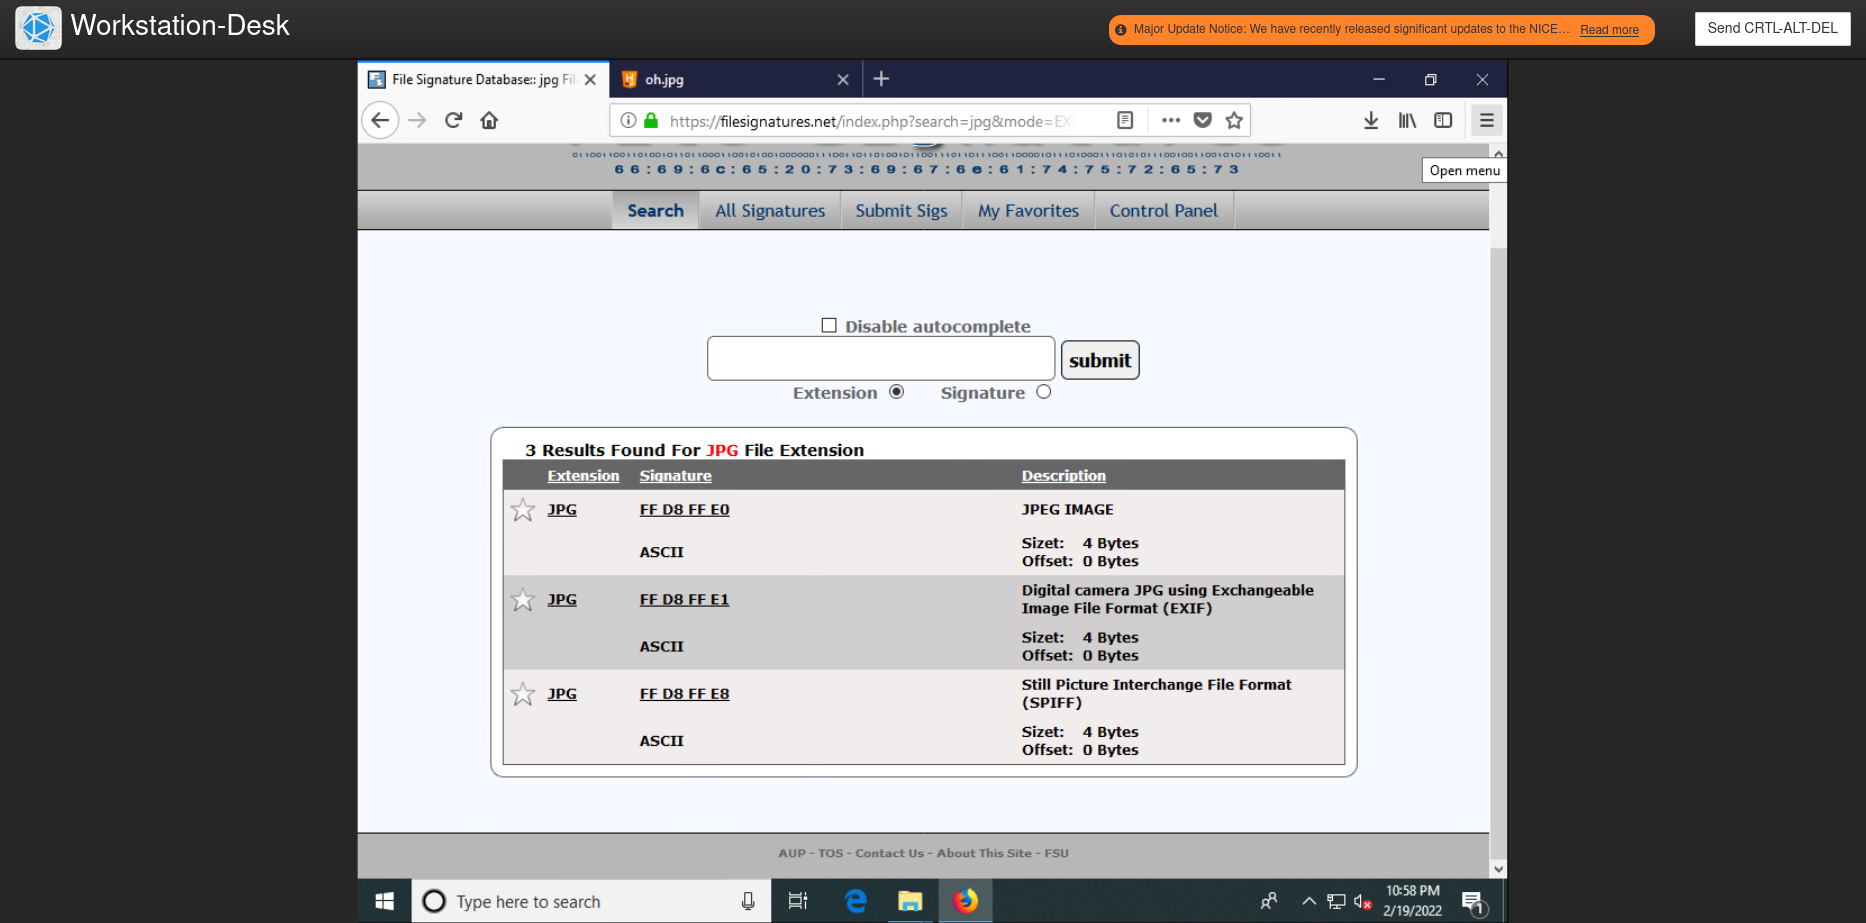 Workstation-Desk
Major Update Notice: We have recently released significant updates to the NICE... Read more
Send CRTL-ALT-DEL
File Signature Database:: jpg Fil
oh.jpg
https://filesignatures.net/index.php?search=jpg&mode=EX
66:69:6c:65:20:73:69:67:6e:61:74:75:72:65:73
Open menu
Search All Signatures Submit Sigs My Favorites Control Panel
Disable autocomplete
submit
Extension Signature
3 Results Found For JPG File Extension
Extension Signature Description
JPG FF D8 FF E0 JPEG IMAGE
ASCII
Sizet: 4 Bytes
Offset: 0 Bytes
JPG FF D8 FF E1 Digital camera JPG using Exchangeable
Image File Format (EXIF)
ASCII
Sizet: 4 Bytes
Offset: 0 Bytes
JPG FF D8 FF E8 Still Picture Interchange File Format
(SPIFF)
ASCII
Sizet: 4 Bytes
Offset: 0 Bytes
AUP - TOS - Contact Us - About This Site - FSU
Type here to search
10:58 PM
2/19/2022
1